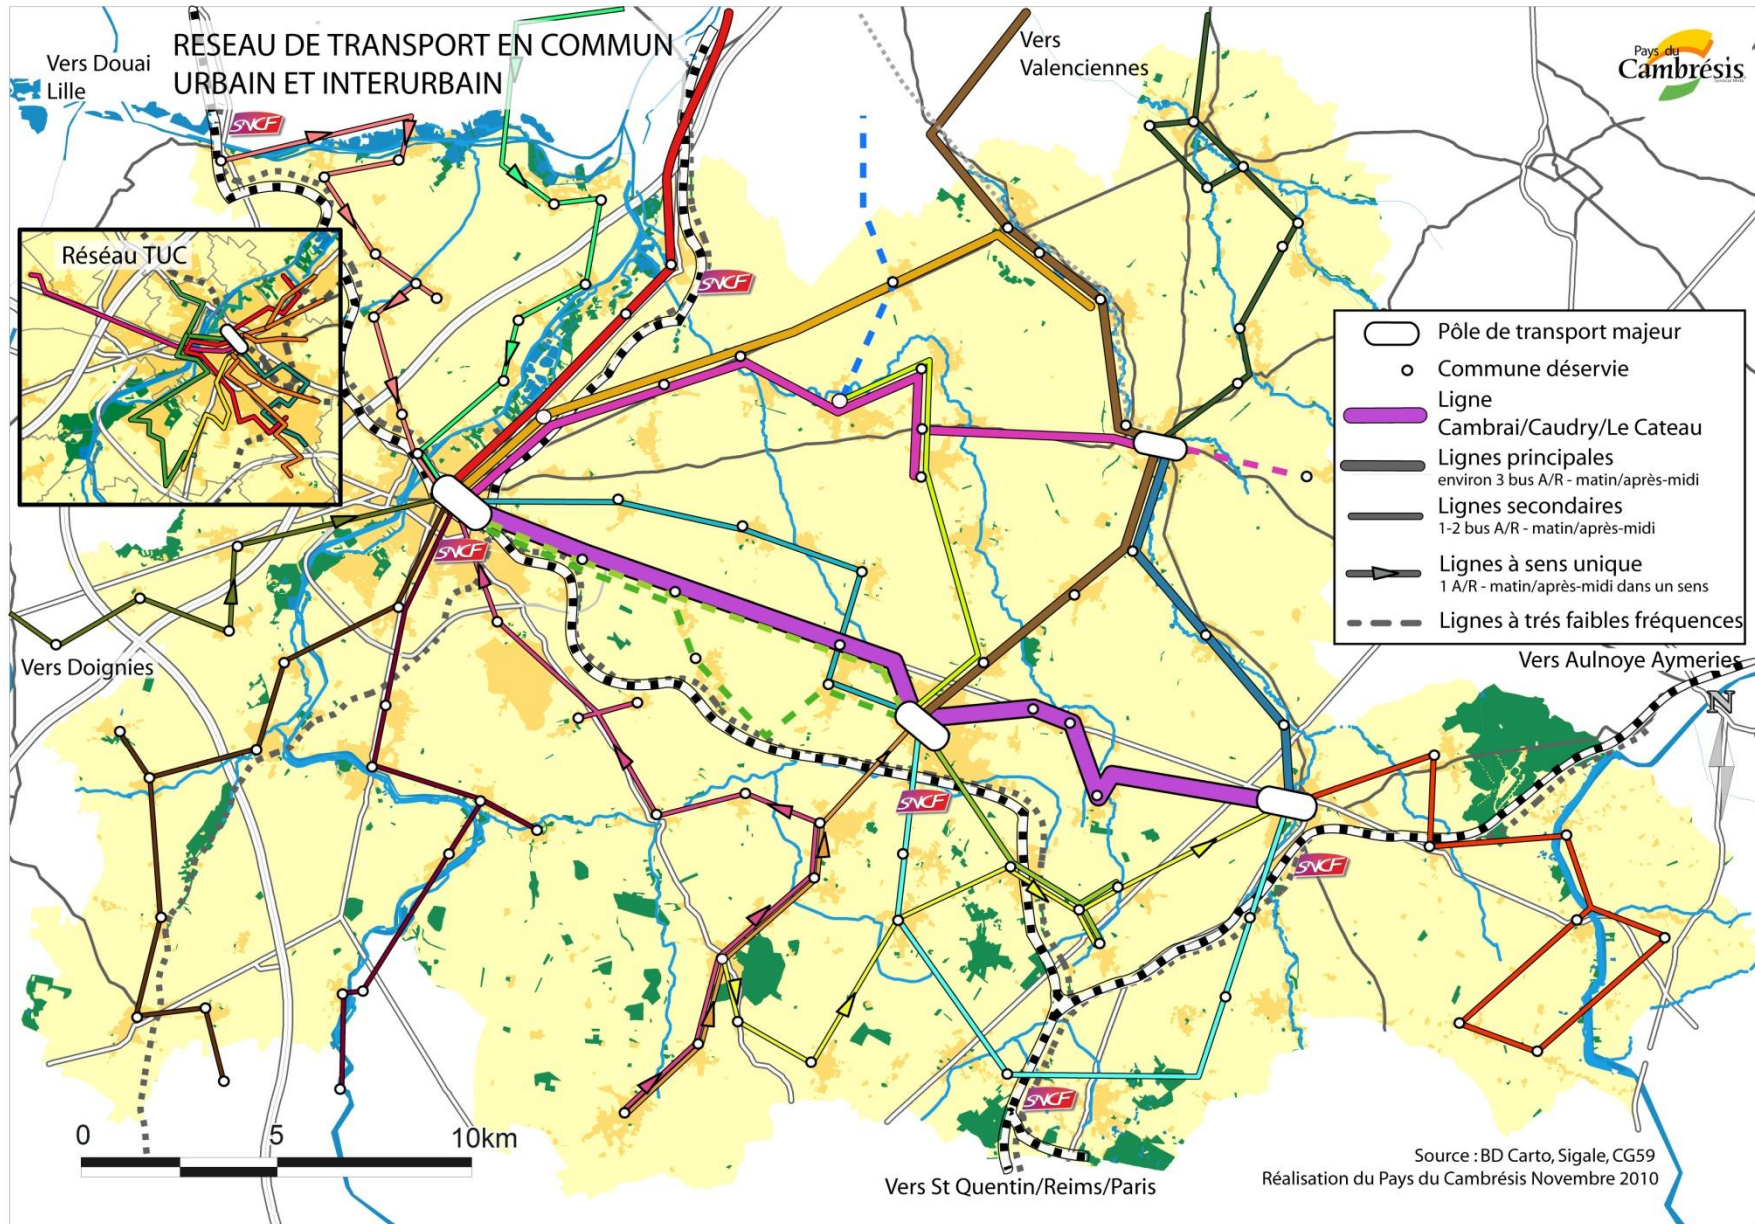 RESEAU DE TRANSPORT EN COMMUN
URBAIN ET INTERURBAIN
Vers Douai
Lille
Vers
Valenciennes
Pays du
Cambrésis
SNCF
Réséau TUC
SNCF
Pôle de transport majeur
Commune déservie
Ligne
Cambrai/Caudry/Le Cateau
Lignes principales
environ 3 bus A/R - matin/après-midi
Lignes secondaires
1-2 bus A/R - matin/après-midi
Lignes à sens unique
1 A/R - matin/après-midi dans un sens
Lignes à trés faibles fréquences
SNCF
Vers Doignies
Vers Aulnoye Aymeries
N
SNCF
SNCF
SNCF
0 5 10km
Vers St Quentin/Reims/Paris
Source : BD Carto, Sigale, CG59
Réalisation du Pays du Cambrésis Novembre 2010